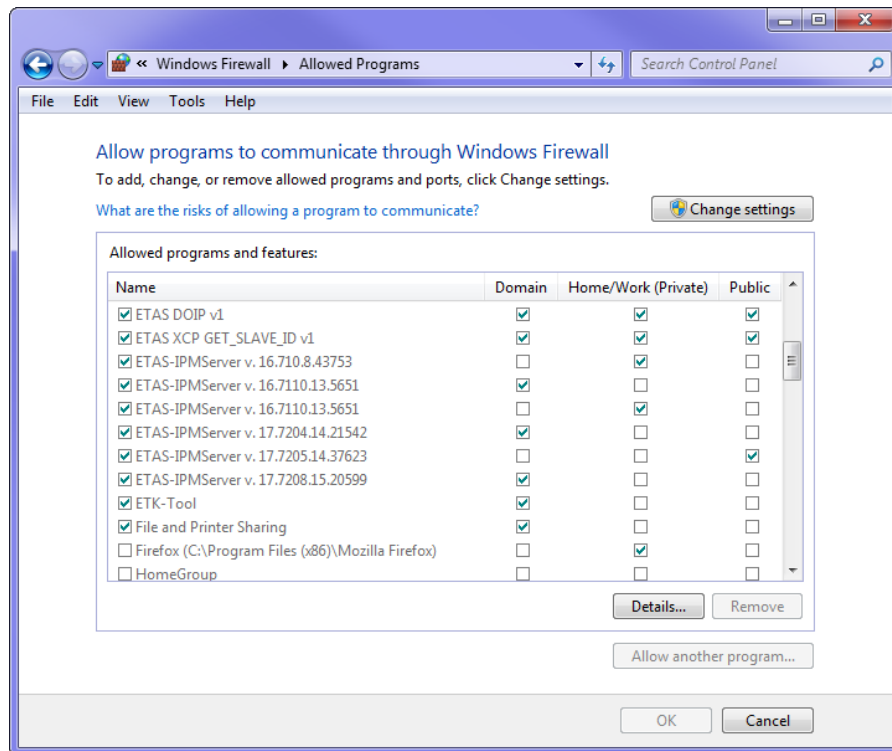 « Windows Firewall ▸ Allowed Programs
Search Control Panel
File Edit View Tools Help
Allow programs to communicate through Windows Firewall
To add, change, or remove allowed programs and ports, click Change settings.
What are the risks of allowing a program to communicate?
Change settings
Allowed programs and features:
Name Domain Home/Work (Private) Public
ETAS DOIP v1
ETAS XCP GET_SLAVE_ID v1
ETAS-IPMServer v. 16.710.8.43753
ETAS-IPMServer v. 16.7110.13.5651
ETAS-IPMServer v. 16.7110.13.5651
ETAS-IPMServer v. 17.7204.14.21542
ETAS-IPMServer v. 17.7205.14.37623
ETAS-IPMServer v. 17.7208.15.20599
ETK-Tool
File and Printer Sharing
Firefox (C:\Program Files (x86)\Mozilla Firefox)
HomeGroup
Details... Remove
Allow another program...
OK Cancel